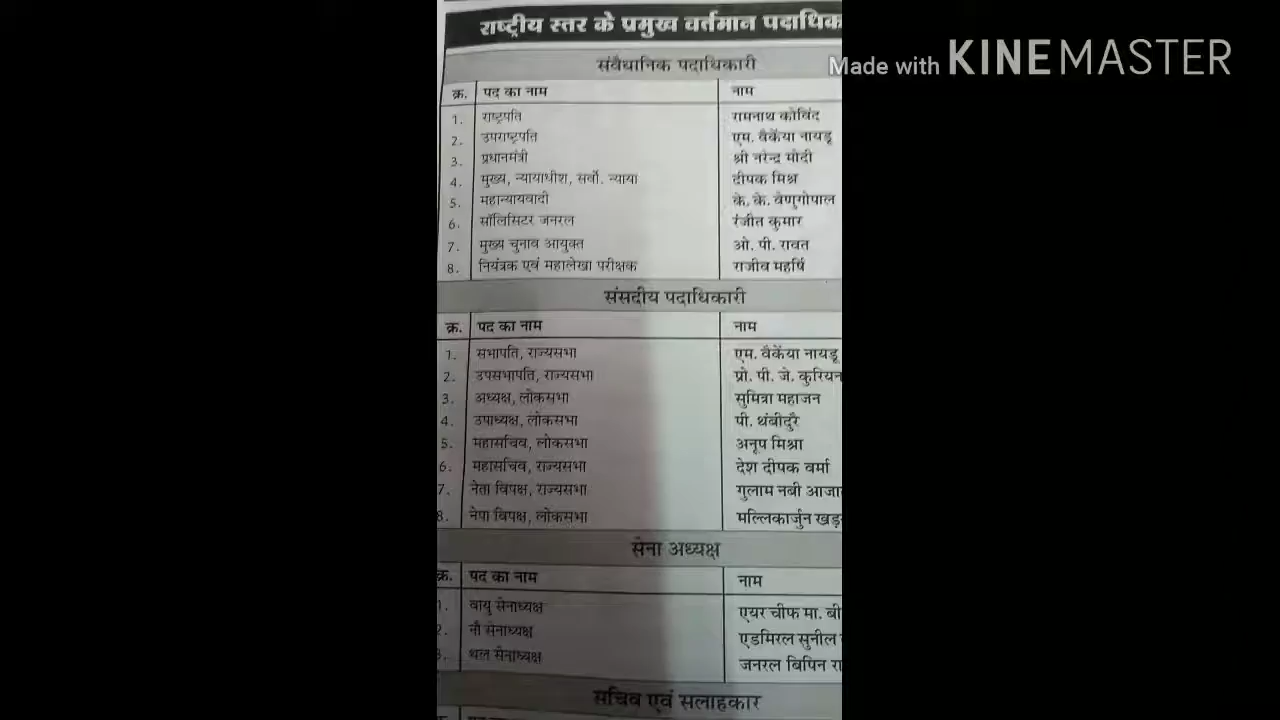 राष्ट्रीय स्तर के प्रमुख वर्तमान पदाधिक
Made with KINEMASTER
संवैधानिक पदाधिकारी
क्र. पद का नाम नाम
1. राष्ट्रपति रामनाथ कोविंद
2. उपराष्ट्रपति एम. वैकेंया नायडू
3. प्रधानमंत्री श्री नरेन्द्र मोदी
4. मुख्य, न्यायाधीश, सर्वो. न्याया दीपक मिश्र
5. महान्यायवादी के. के. वेणुगोपाल
6. सॉलिसिटर जनरल रंजीत कुमार
7. मुख्य चुनाव आयुक्त ओ. पी. रावत
8. नियंत्रक एवं महालेखा परीक्षक राजीव महर्षि
संसदीय पदाधिकारी
क्र. पद का नाम नाम
1. सभापति, राज्यसभा एम. वैकेंया नायडू
2. उपसभापति, राज्यसभा प्रो. पी. जे. कुरियन
3. अध्यक्ष, लोकसभा सुमित्रा महाजन
4. उपाध्यक्ष, लोकसभा पी. थंबीदुरै
5. महासचिव, लोकसभा अनूप मिश्रा
6. महासचिव, राज्यसभा देश दीपक वर्मा
7. नेता विपक्ष, राज्यसभा गुलाम नबी आजा
8. नेपा विपक्ष, लोकसभा मल्लिकार्जुन खड़
सेना अध्यक्ष
क्र. पद का नाम नाम
1. वायु सेनाध्यक्ष एयर चीफ मा. बी
2. नौ सेनाध्यक्ष एडमिरल सुनील
3. थल सेनाध्यक्ष जनरल बिपिन रा
सचिव एवं सलाहकार